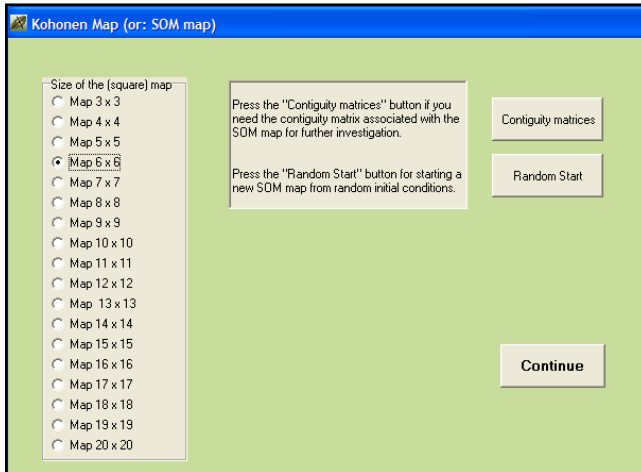 Kohonen Map (or: SOM map)
Size of the (square) map
Map 3 x 3
Map 4 x 4
Map 5 x 5
Map 6 x 6
Map 7 x 7
Map 8 x 8
Map 9 x 9
Map 10 x 10
Map 11 x 11
Map 12 x 12
Map 13 x 13
Map 14 x 14
Map 15 x 15
Map 16 x 16
Map 17 x 17
Map 18 x 18
Map 19 x 19
Map 20 x 20
Press the "Contiguity matrices" button if you
need the contiguity matrix associated with the
SOM map for further investigation.
Press the "Random Start" button for starting a
new SOM map from random initial conditions.
Contiguity matrices
Random Start
Continue